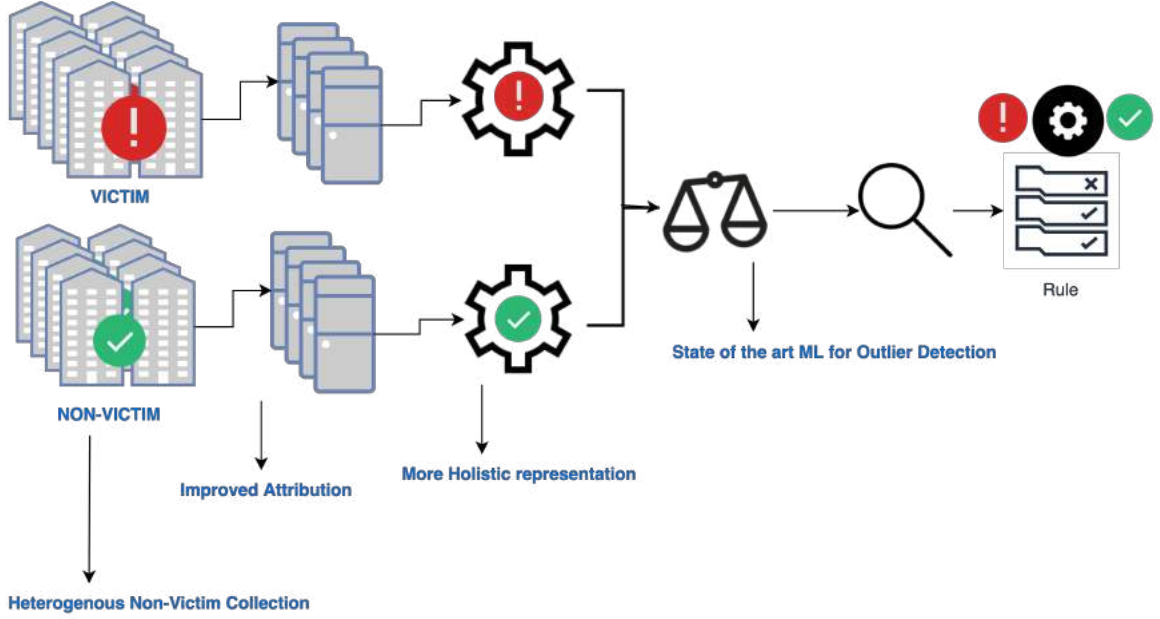 VICTIM
Rule
State of the art ML for Outlier Detection
NON-VICTIM
More Holistic representation
Improved Attribution
Heterogenous Non-Victim Collection